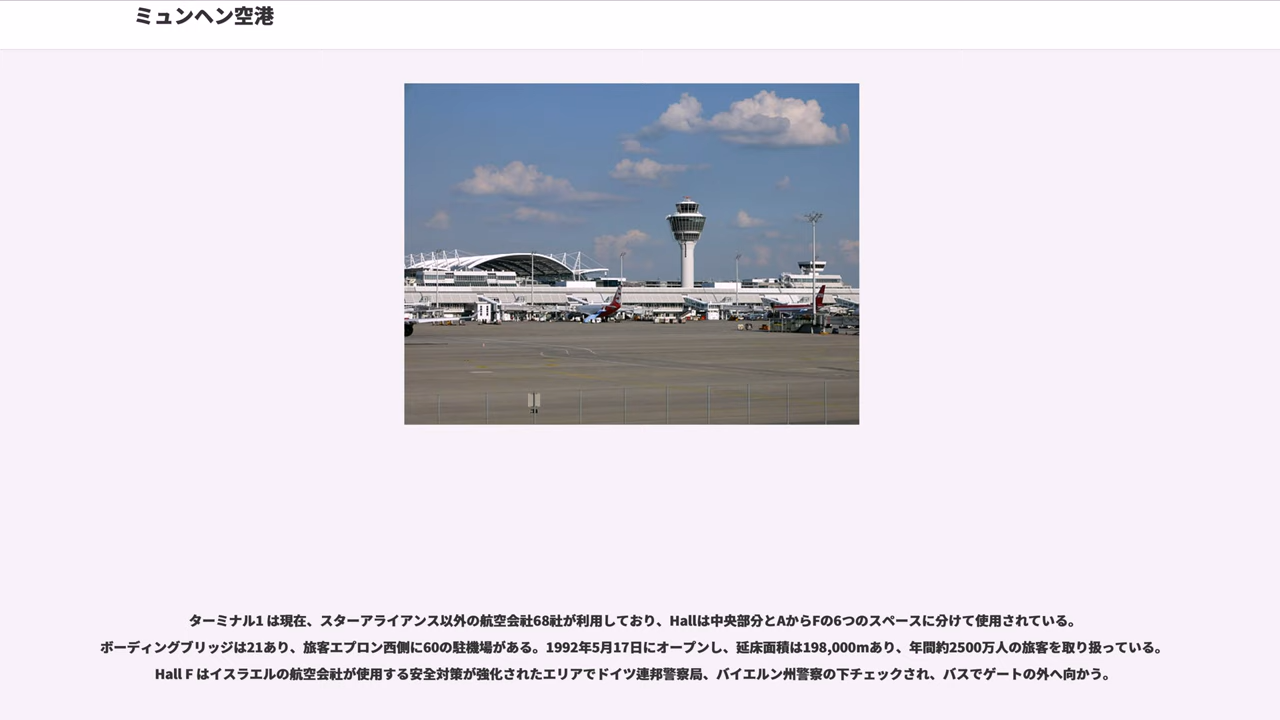 ミュンヘン空港
ターミナル1 は現在、スターアライアンス以外の航空会社68社が利用しており、Hallは中央部分とAからFの6つのスペースに分けて使用されている。
ボーディングブリッジは21あり、旅客エプロン西側に60の駐機場がある。1992年5月17日にオープンし、延床面積は198,000mあり、年間約2500万人の旅客を取り扱っている。
Hall F はイスラエルの航空会社が使用する安全対策が強化されたエリアでドイツ連邦警察局、バイエルン州警察の下チェックされ、バスでゲートの外へ向かう。